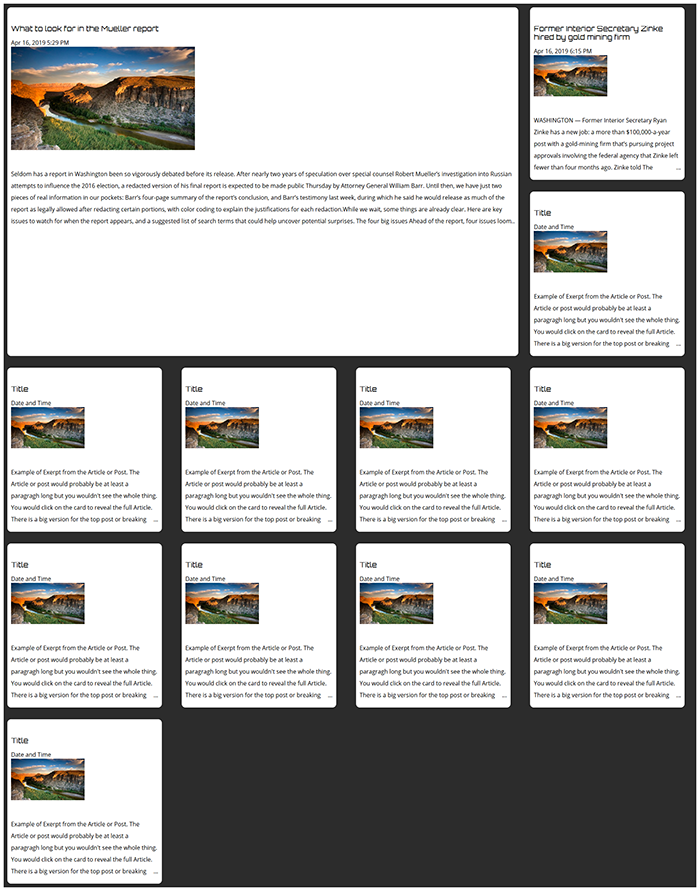 What to look for in the Mueller report
Apr 16, 2019 5:29 PM
Seldom has a report in Washington been so vigorously debated before its release. After nearly two years of speculation over special counsel Robert Mueller's investigation into Russian
attempts to influence the 2016 election, a redacted version of his final report is expected to be made public Thursday by Attorney General William Barr. Until then, we have just two
pieces of real information in our pockets: Barr's four-page summary of the report's conclusion, and Barr's testimony last week, during which he said he would release as much of the
report as legally allowed after redacting certain portions, with color coding to explain the justifications for each redaction.While we wait, some things are already clear. Here are key
issues to watch for when the report appears, and a suggested list of search terms that could help uncover potential surprises. The four big issues Ahead of the report, four issues loom...
Former Interior Secretary Zinke
hired by gold mining firm
Apr 16, 2019 6:15 PM
WASHINGTON — Former Interior Secretary Ryan
Zinke has a new job: a more than $100,000-a-year
post with a gold-mining firm that's pursuing project
approvals involving the federal agency that Zinke left
fewer than four months ago. Zinke told The ...
Title
Date and Time
Example of Exerpt from the Article or Post. The
Article or post would probably be at least a
paragragh long but you wouldn't see the whole thing.
You would click on the card to reveal the full Article.
There is a big version for the top post or breaking ...
Title
Date and Time
Example of Exerpt from the Article or Post. The
Article or post would probably be at least a
paragragh long but you wouldn't see the whole thing.
You would click on the card to reveal the full Article.
There is a big version for the top post or breaking ...
Title
Date and Time
Example of Exerpt from the Article or Post. The
Article or post would probably be at least a
paragragh long but you wouldn't see the whole thing.
You would click on the card to reveal the full Article.
There is a big version for the top post or breaking ...
Title
Date and Time
Example of Exerpt from the Article or Post. The
Article or post would probably be at least a
paragragh long but you wouldn't see the whole thing.
You would click on the card to reveal the full Article.
There is a big version for the top post or breaking ...
Title
Date and Time
Example of Exerpt from the Article or Post. The
Article or post would probably be at least a
paragragh long but you wouldn't see the whole thing.
You would click on the card to reveal the full Article.
There is a big version for the top post or breaking ...
Title
Date and Time
Example of Exerpt from the Article or Post. The
Article or post would probably be at least a
paragragh long but you wouldn't see the whole thing.
You would click on the card to reveal the full Article.
There is a big version for the top post or breaking ...
Title
Date and Time
Example of Exerpt from the Article or Post. The
Article or post would probably be at least a
paragragh long but you wouldn't see the whole thing.
You would click on the card to reveal the full Article.
There is a big version for the top post or breaking ...
Title
Date and Time
Example of Exerpt from the Article or Post. The
Article or post would probably be at least a
paragragh long but you wouldn't see the whole thing.
You would click on the card to reveal the full Article.
There is a big version for the top post or breaking ...
Title
Date and Time
Example of Exerpt from the Article or Post. The
Article or post would probably be at least a
paragragh long but you wouldn't see the whole thing.
You would click on the card to reveal the full Article.
There is a big version for the top post or breaking ...
Title
Date and Time
Example of Exerpt from the Article or Post. The
Article or post would probably be at least a
paragragh long but you wouldn't see the whole thing.
You would click on the card to reveal the full Article.
There is a big version for the top post or breaking ...